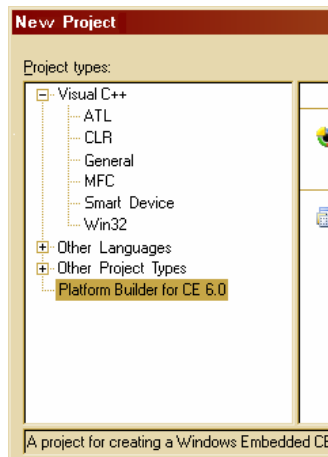 New Project
Project types:
Visual C++
ATL
CLR
General
MFC
Smart Device
Win32
Other Languages
Other Project Types
Platform Builder for CE 6.0
A project for creating a Windows Embedded CE